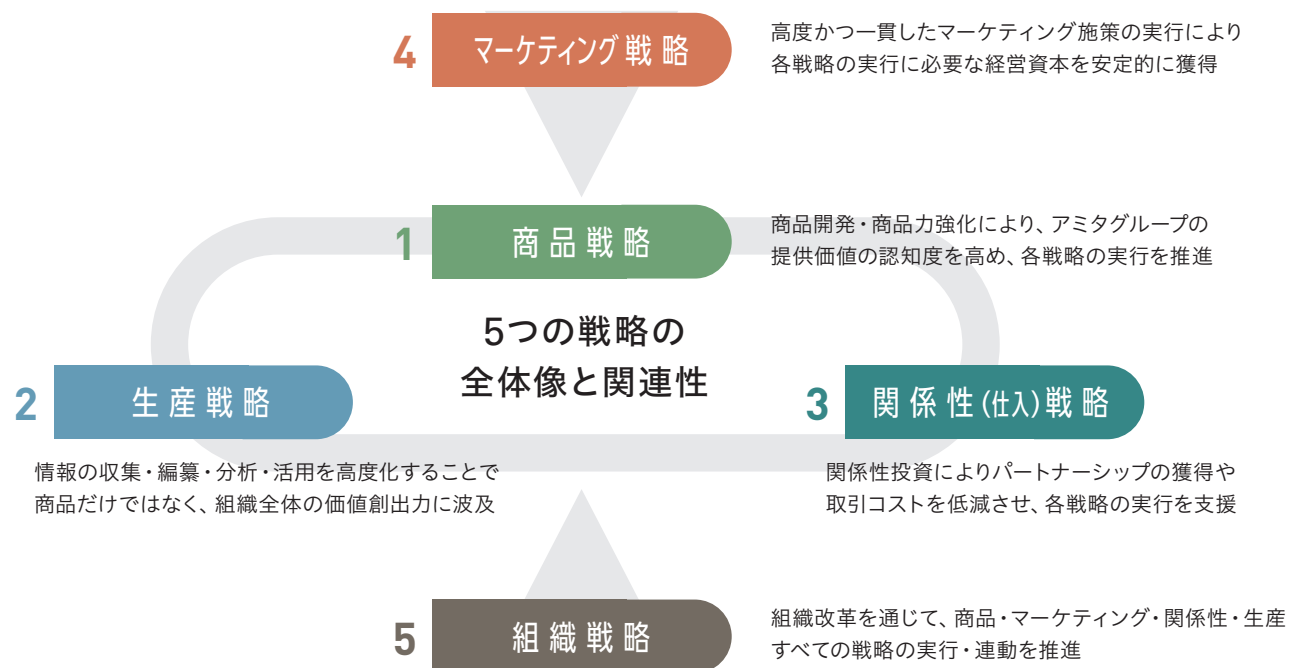 4 マーケティング戦略
高度かつ一貫したマーケティング施策の実行により
各戦略の実行に必要な経営資本を安定的に獲得
1 商品戦略
商品開発・商品力強化により、アミタグループの
提供価値の認知度を高め、各戦略の実行を推進
5つの戦略の
全体像と関連性
2 生産戦略
情報の収集・編纂・分析・活用を高度化することで
商品だけではなく、組織全体の価値創出力に波及
3 関係性(仕入)戦略
関係性投資によりパートナーシップの獲得や
取引コストを低減させ、各戦略の実行を支援
5 組織戦略
組織改革を通じて、商品・マーケティング・関係性・生産
すべての戦略の実行・連動を推進